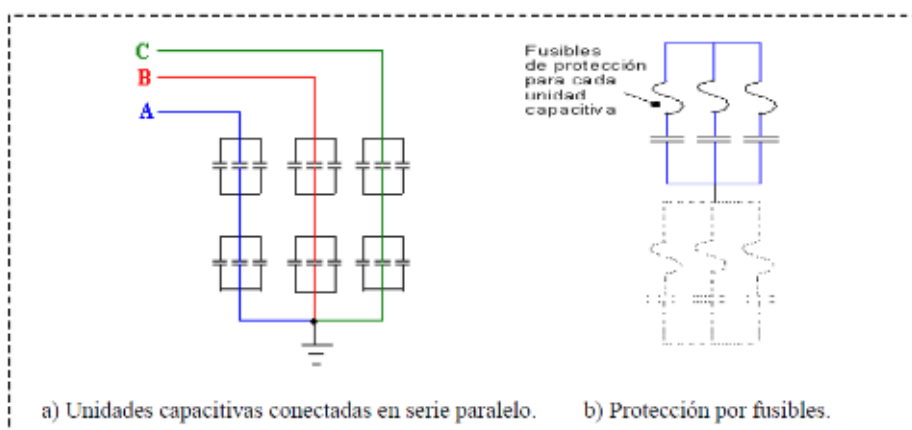 C
B
A
Fusibles
de protección
para cada
unidad
capacitiva
a) Unidades capacitivas conectadas en serie paralelo.
b) Protección por fusibles.